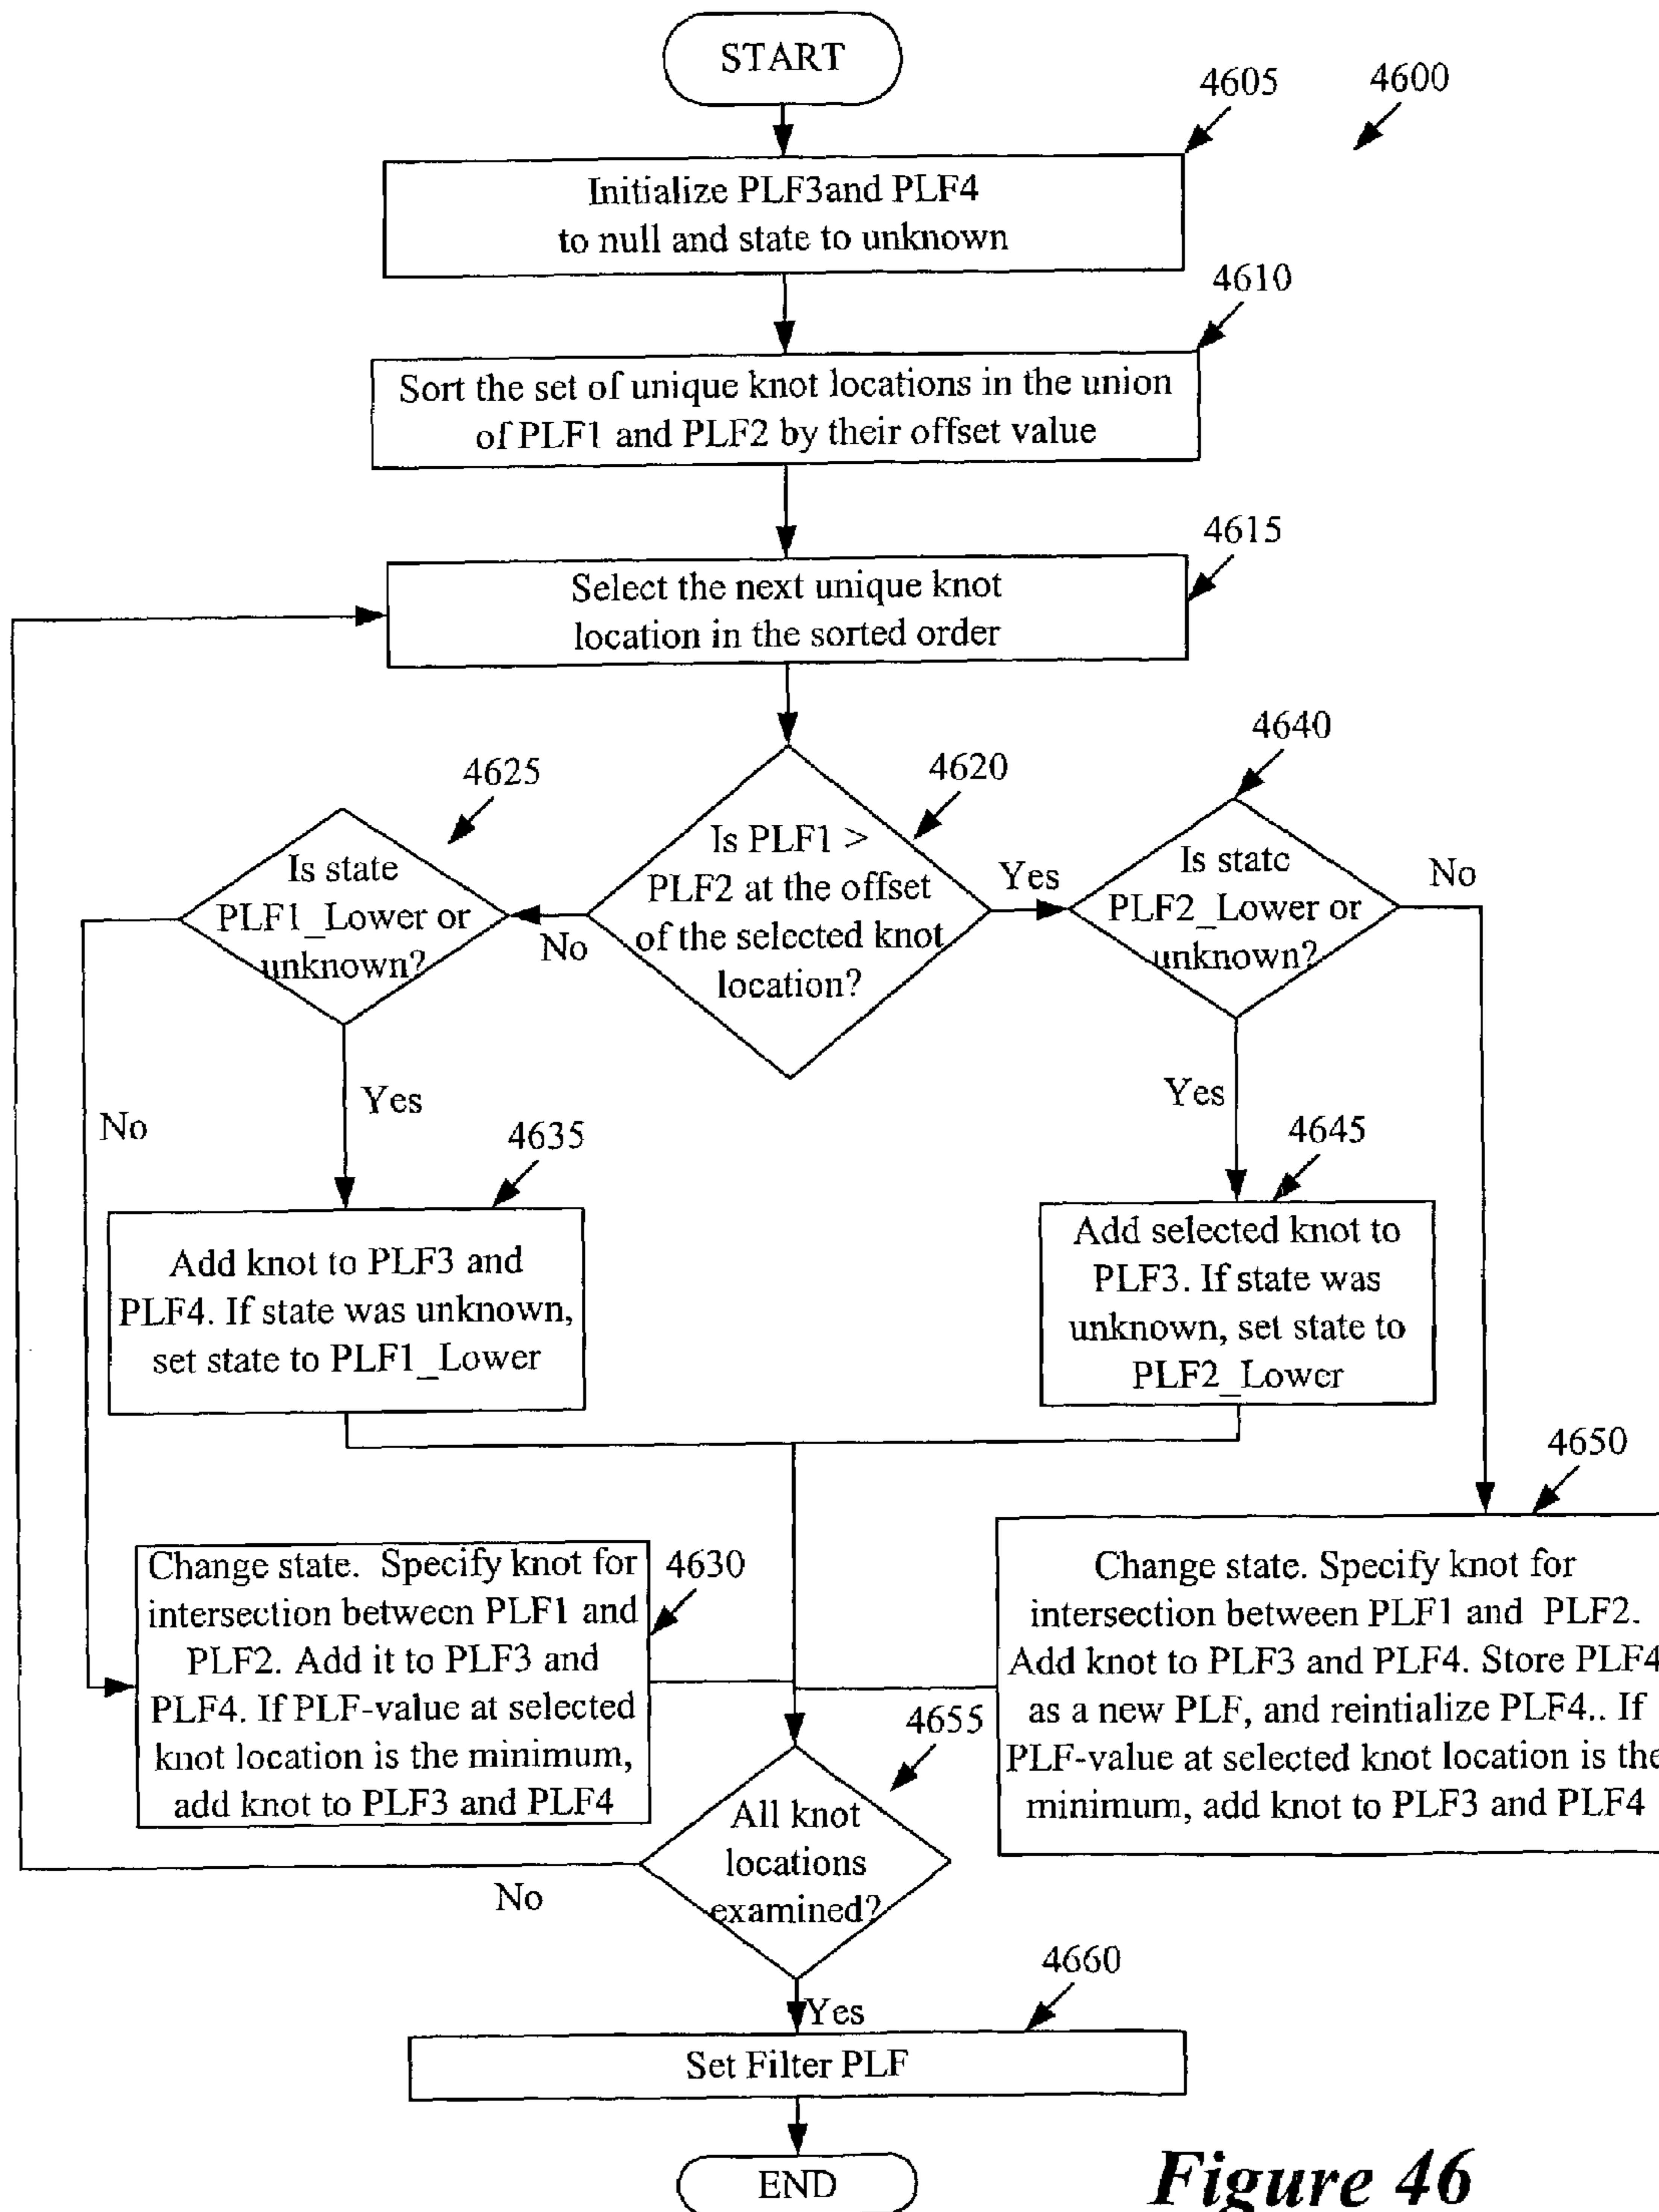 START
4605
4600
Initialize PLF3and PLF4
to null and state to unknown
4610
Sort the set of unique knot locations in the union
of PLF1 and PLF2 by their offset value
4615
Select the next unique knot
location in the sorted order
4625
4620
4640
Is state
PLF1_Lower or
unknown?
No
Is PLF1 >
PLF2 at the offset
of the selected knot
location?
Yes
Is state
PLF2_Lower or
unknown?
No
No
Yes
Yes
4635
4645
Add knot to PLF3 and
PLF4. If state was unknown,
set state to PLF1_Lower
Add selected knot to
PLF3. If state was
unknown, set state to
PLF2_Lower
4650
4630
Change state. Specify knot for
intersection between PLF1 and
PLF2. Add it to PLF3 and
PLF4. If PLF-value at selected
knot location is the minimum,
add knot to PLF3 and PLF4
Change state. Specify knot for
intersection between PLF1 and PLF2.
Add knot to PLF3 and PLF4. Store PLF4
as a new PLF, and reintialize PLF4.. If
PLF-value at selected knot location is the
minimum, add knot to PLF3 and PLF4
4655
All knot
locations
examined?
No
Yes
4660
Set Filter PLF
END
Figure 46